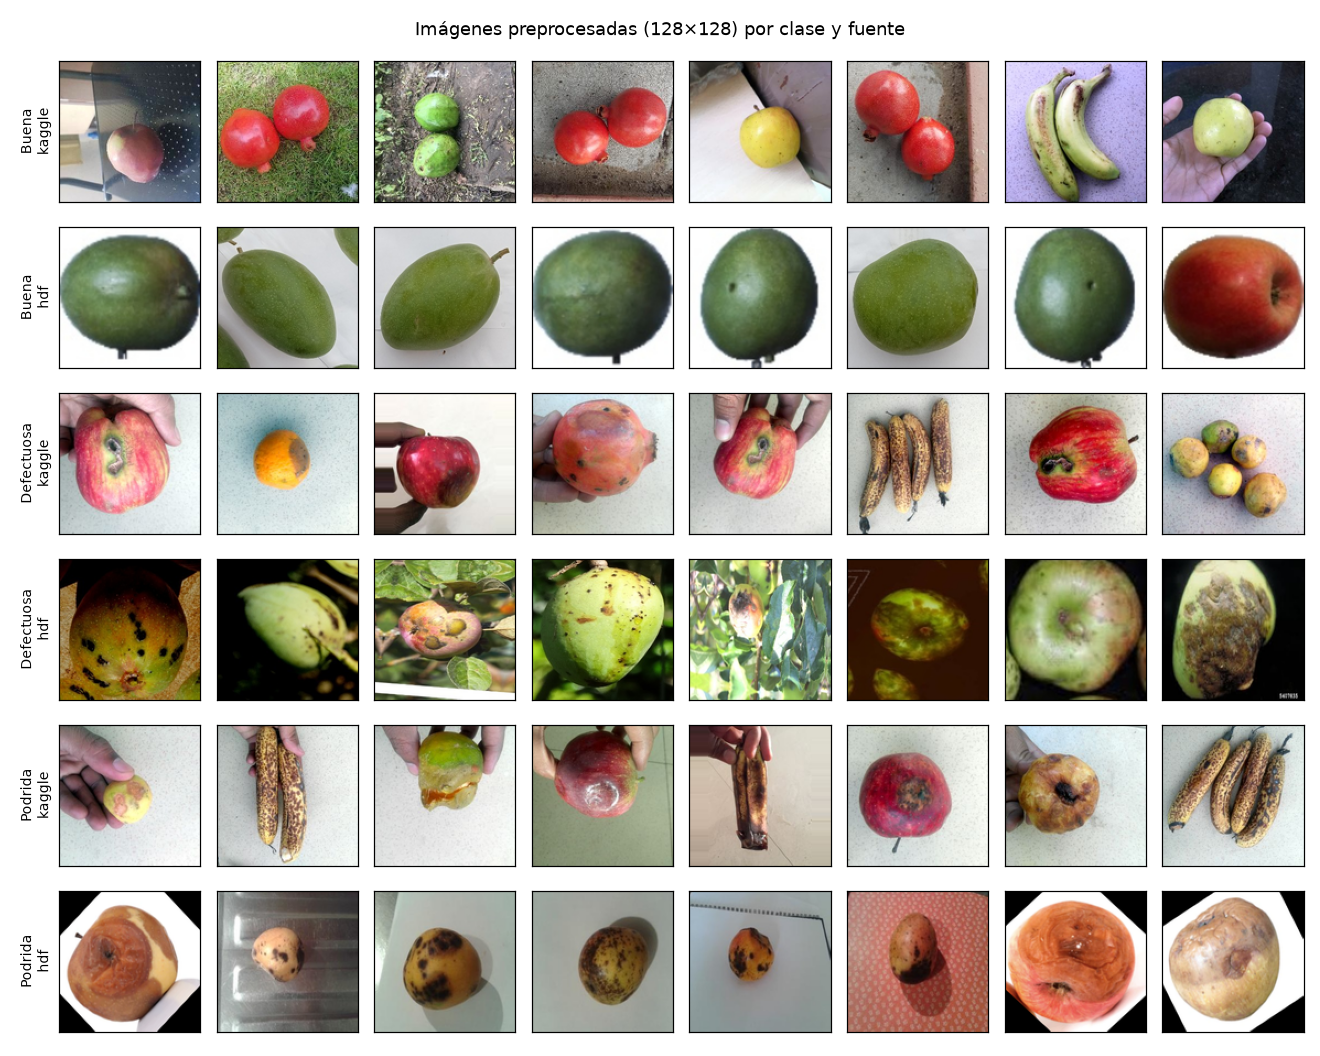 Imágenes preprocesadas (128×128) por clase y fuente
Buena
kaggle
Buena
hdf
Defectuosa
kaggle
Defectuosa
hdf
Podrida
kaggle
Podrida
hdf